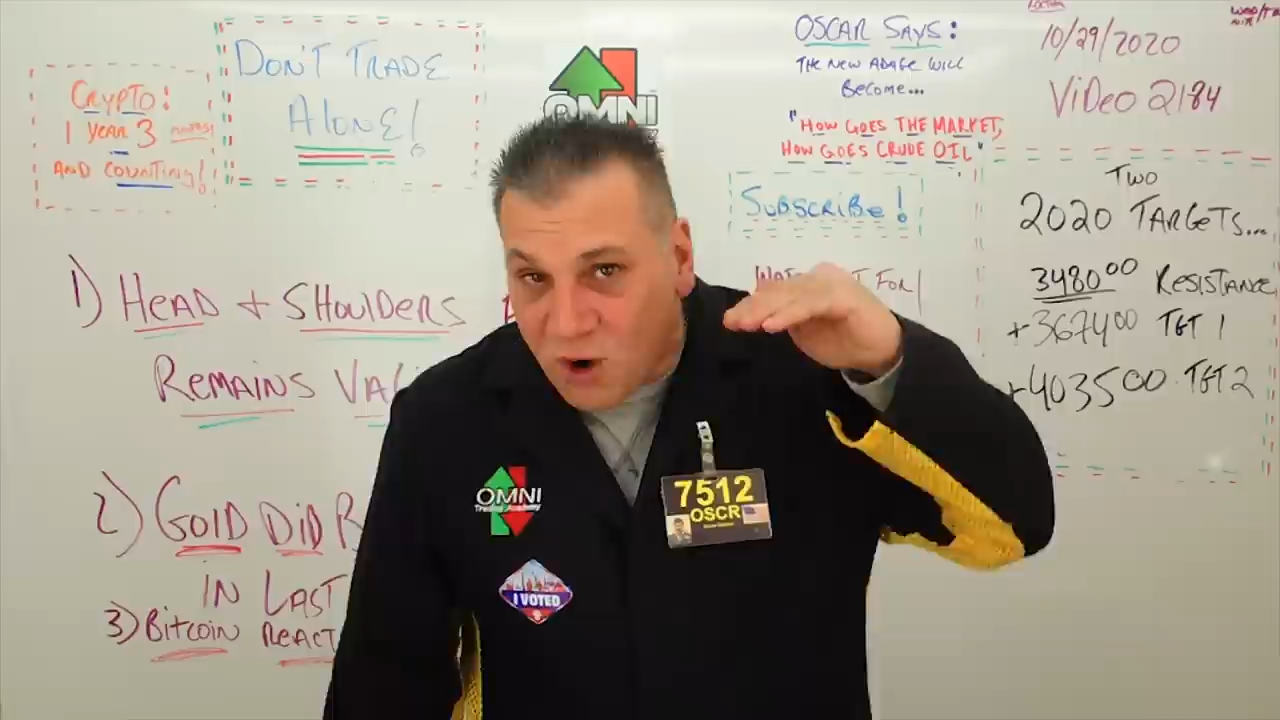 CRYPTO:
1 YEAR 3
AND COUNTING!
DON'T TRADE
ALONE!
OMNI
OSCAR SAYS:
THE NEW ADAGE WILL
BECOME...
"HOW GOES THE MARKET,
HOW GOES CRUDE OIL"
SUBSCRIBE!
FOR
10/29/2020
VIDEO 2184
TWO
2020 TARGETS...
3480 00 RESISTANCE
+3674 00 TGT 1
+4035 00 TGT 2
1) HEAD + SHOULDERS
REMAINS VAL
2) GOLD DID
IN LAST
3) BITCOIN REACT
OMNI
Trading Academy
I VOTED
7512
OSCR